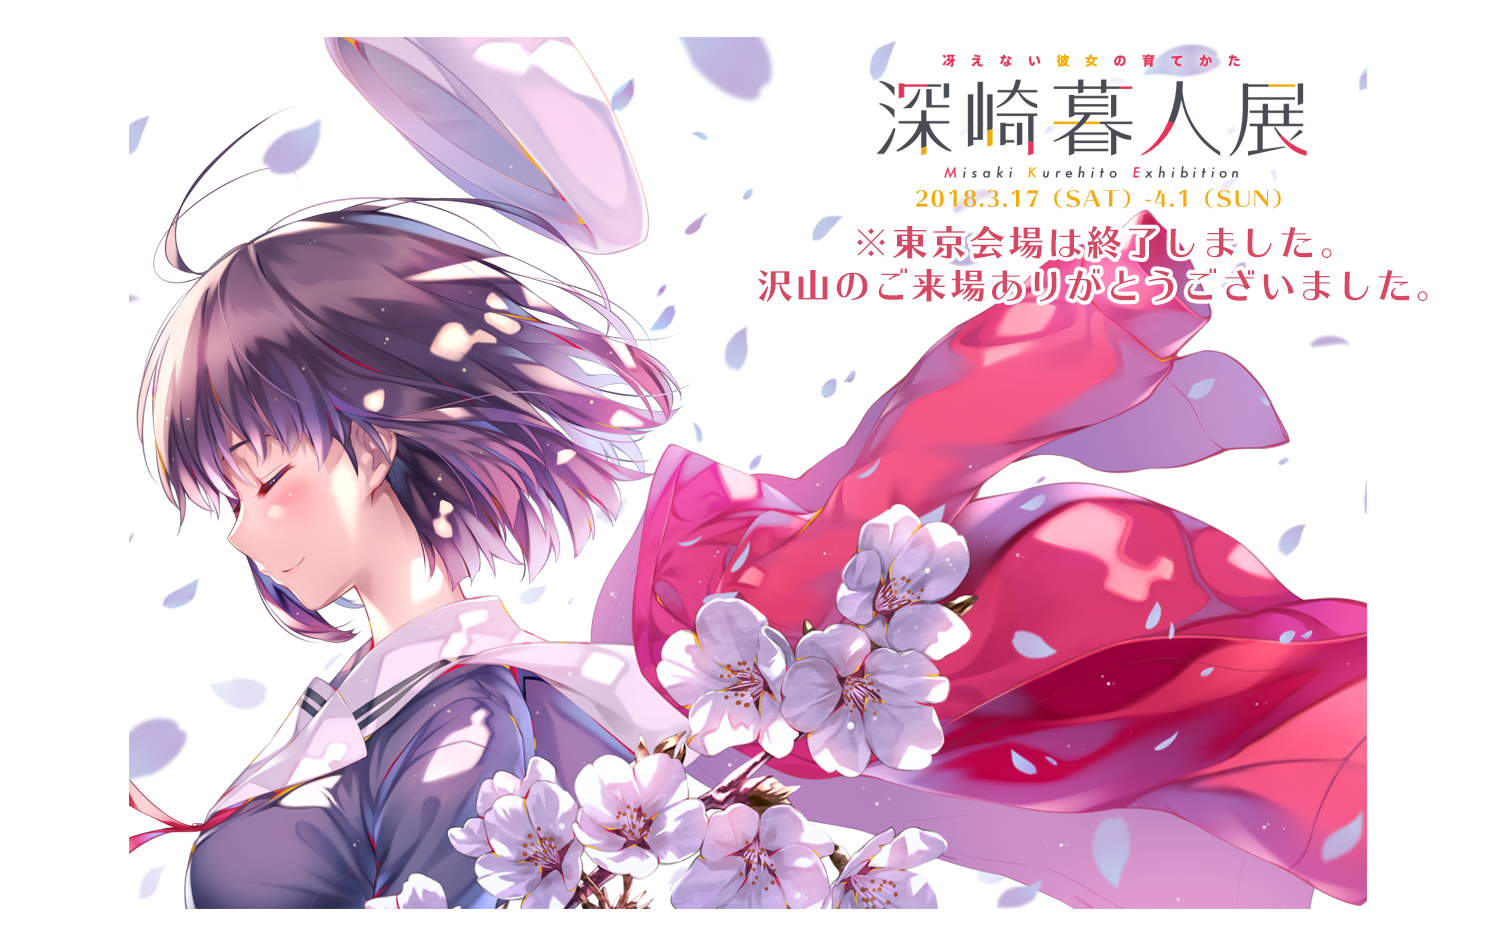 冴えない彼女の育てかた
深崎暮人展
Misaki Kurehito Exhibition
2018.3.17（SAT）-4.1（SUN）
※東京会場は終了しました。
沢山のご来場ありがとうございました。